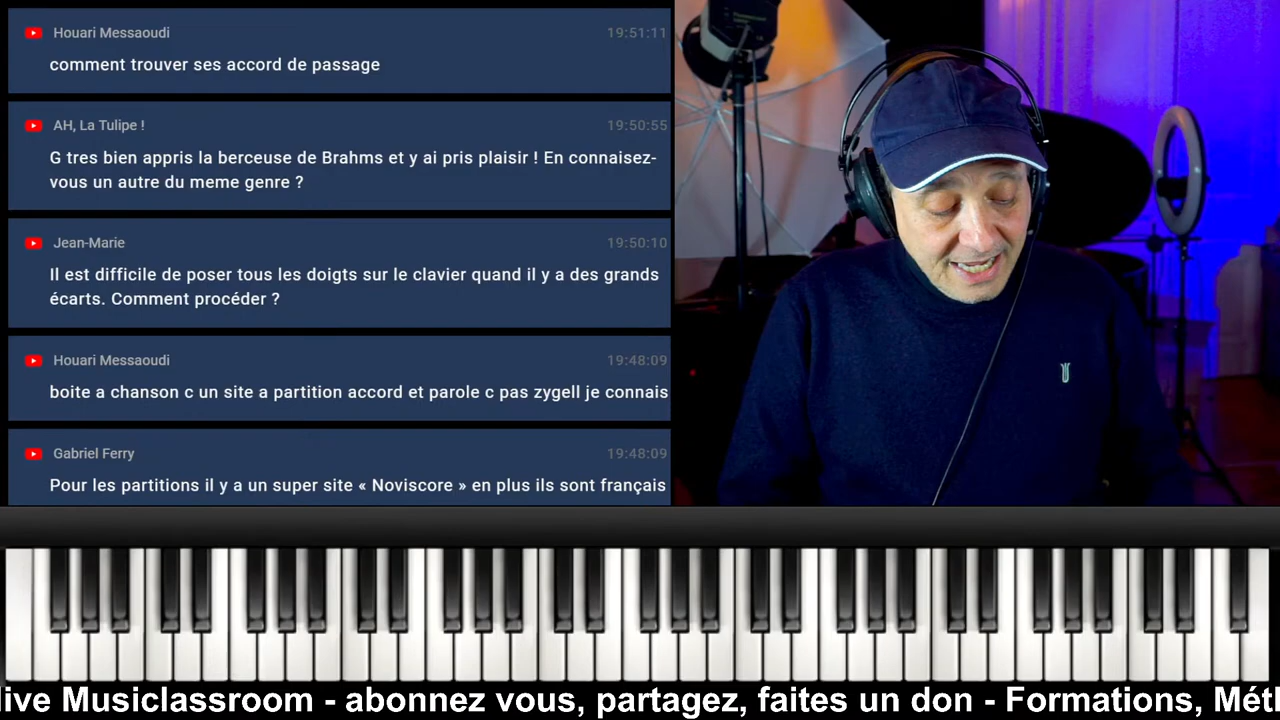 Houari Messaoudi 19:51:11
comment trouver ses accord de passage
AH, La Tulipe ! 19:50:55
G tres bien appris la berceuse de Brahms et y ai pris plaisir ! En connaisez-
vous un autre du meme genre ?
Jean-Marie 19:50:10
Il est difficile de poser tous les doigts sur le clavier quand il y a des grands
écarts. Comment procéder ?
Houari Messaoudi 19:48:09
boite a chanson c un site a partition accord et parole c pas zygell je connais
Gabriel Ferry 19:48:09
Pour les partitions il y a un super site « Noviscore » en plus ils sont français
live Musiclassroom - abonnez vous, partagez, faites un don - Formations,